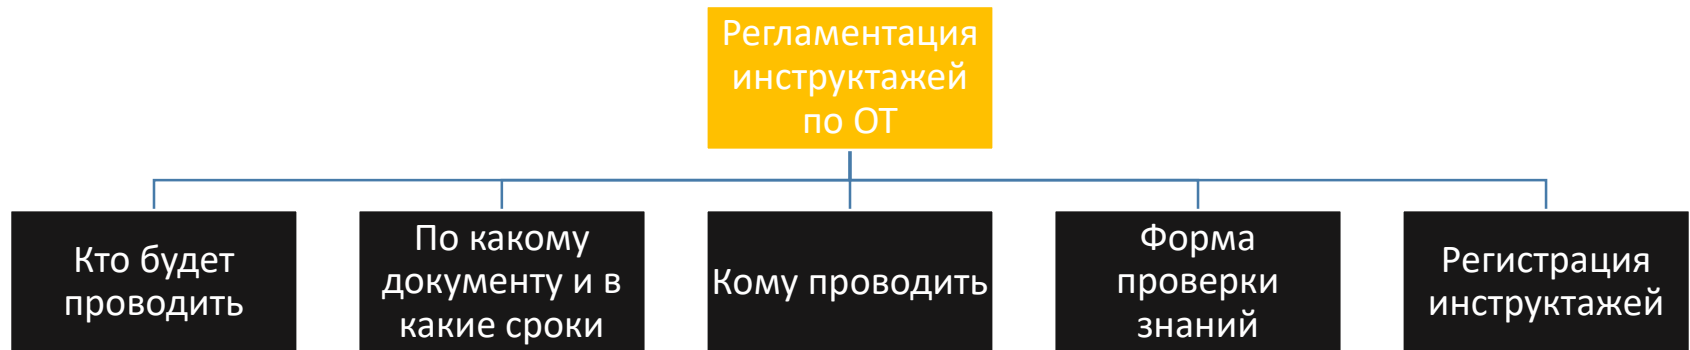 Регламентация
инструктажей
по ОТ
Кто будет
проводить
По какому
документу и в
какие сроки
Кому проводить
Форма
проверки
знаний
Регистрация
инструктажей